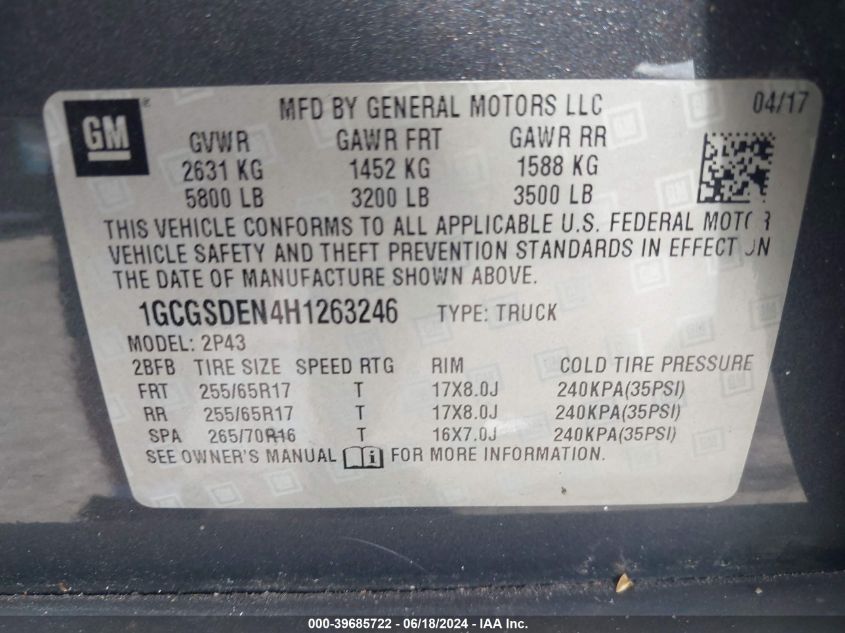 GM ® MFD BY GENERAL MOTORS LLC 04/17
GVWR GAWR FRT GAWR RR
2631 KG 1452 KG 1588 KG
5800 LB 3200 LB 3500 LB
THIS VEHICLE CONFORMS TO ALL APPLICABLE U.S. FEDERAL
VEHICLE SAFETY AND THEFT PREVENTION STANDARDS IN EFFECT
THE DATE OF MANUFACTURE SHOWN ABOVE.
1GCGSDEN4H1263246 TYPE: TRUCK
MODEL: 2P43
2BFB TIRE SIZE SPEED RTG RIM COLD TIRE PRESSURE
FRT 255/65R17 T 17X8.0J 240KPA(35PSI)
RR 255/65R17 T 17X8.0J 240KPA(35PSI)
SPA 265/70R16 T 16X7.0J 240KPA(35PSI)
SEE OWNER'S MANUAL i FOR MORE INFORMATION.
000-39685722 - 06/18/2024 - IAA Inc.